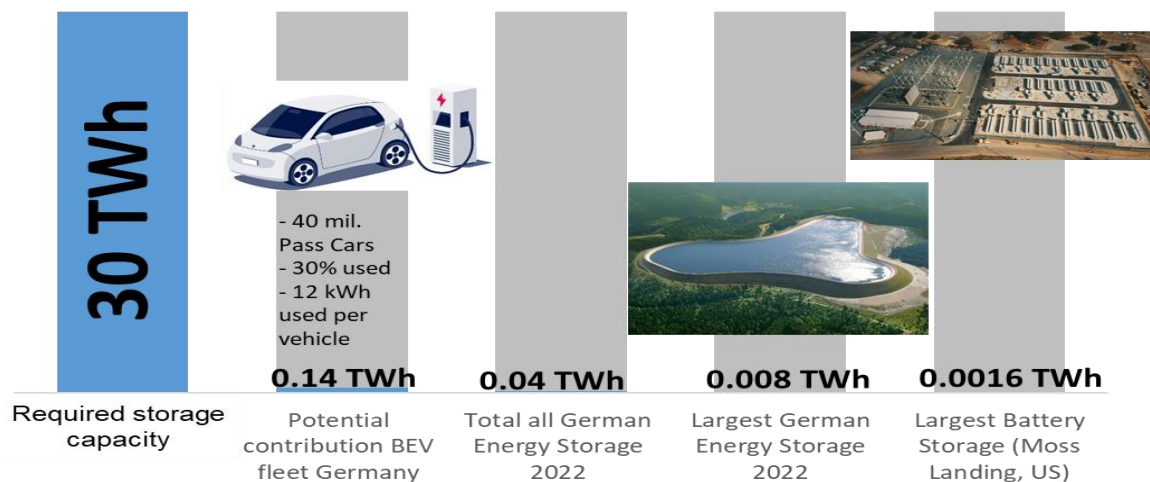 30 TWh
- 40 mil.
Pass Cars
- 30% used
- 12 kWh
used per
vehicle
0.14 TWh
0.04 TWh
0.008 TWh
0.0016 TWh
Required storage
capacity
Potential
contribution BEV
fleet Germany
Total all German
Energy Storage
2022
Largest German
Energy Storage
2022
Largest Battery
Storage (Moss
Landing, US)